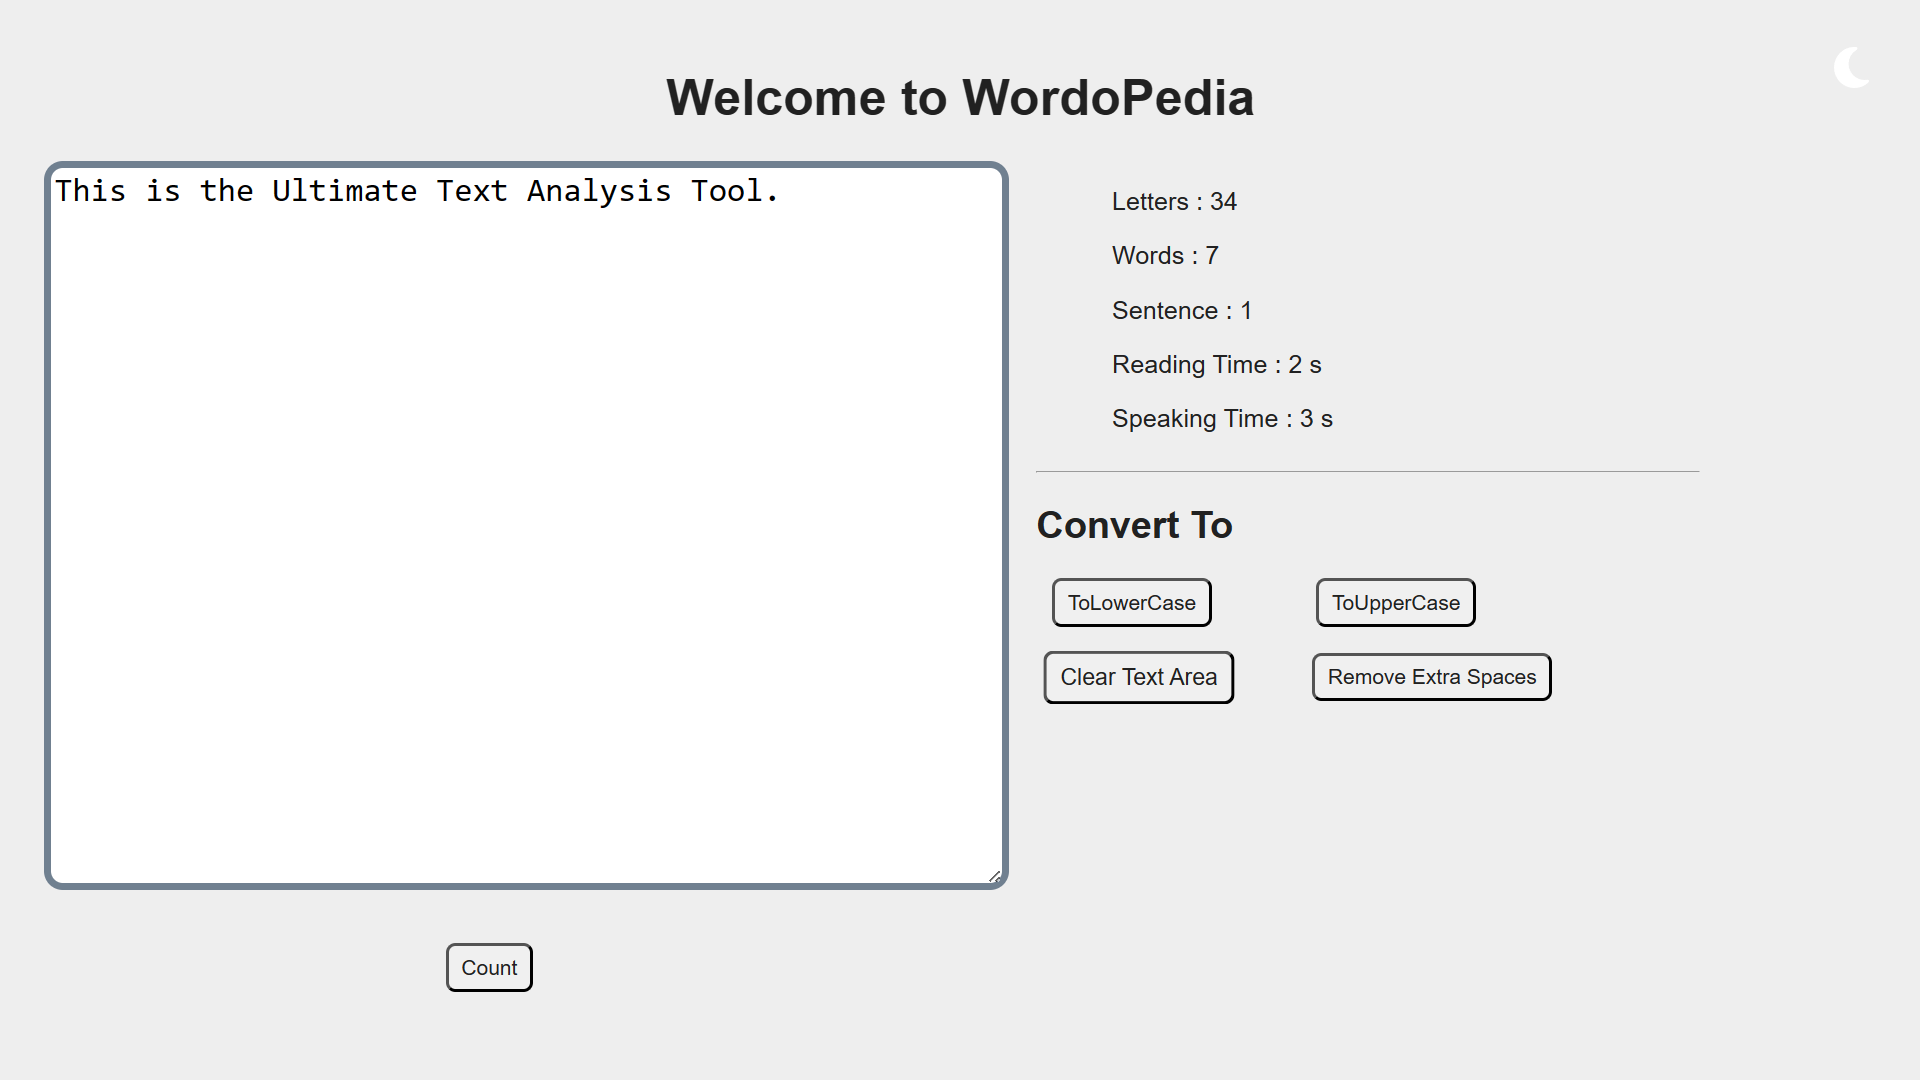 Welcome to WordoPedia
This is the Ultimate Text Analysis Tool.
Letters : 34
Words : 7
Sentence : 1
Reading Time : 2 s
Speaking Time : 3 s
Convert To
ToLowerCase
ToUpperCase
Clear Text Area
Remove Extra Spaces
Count